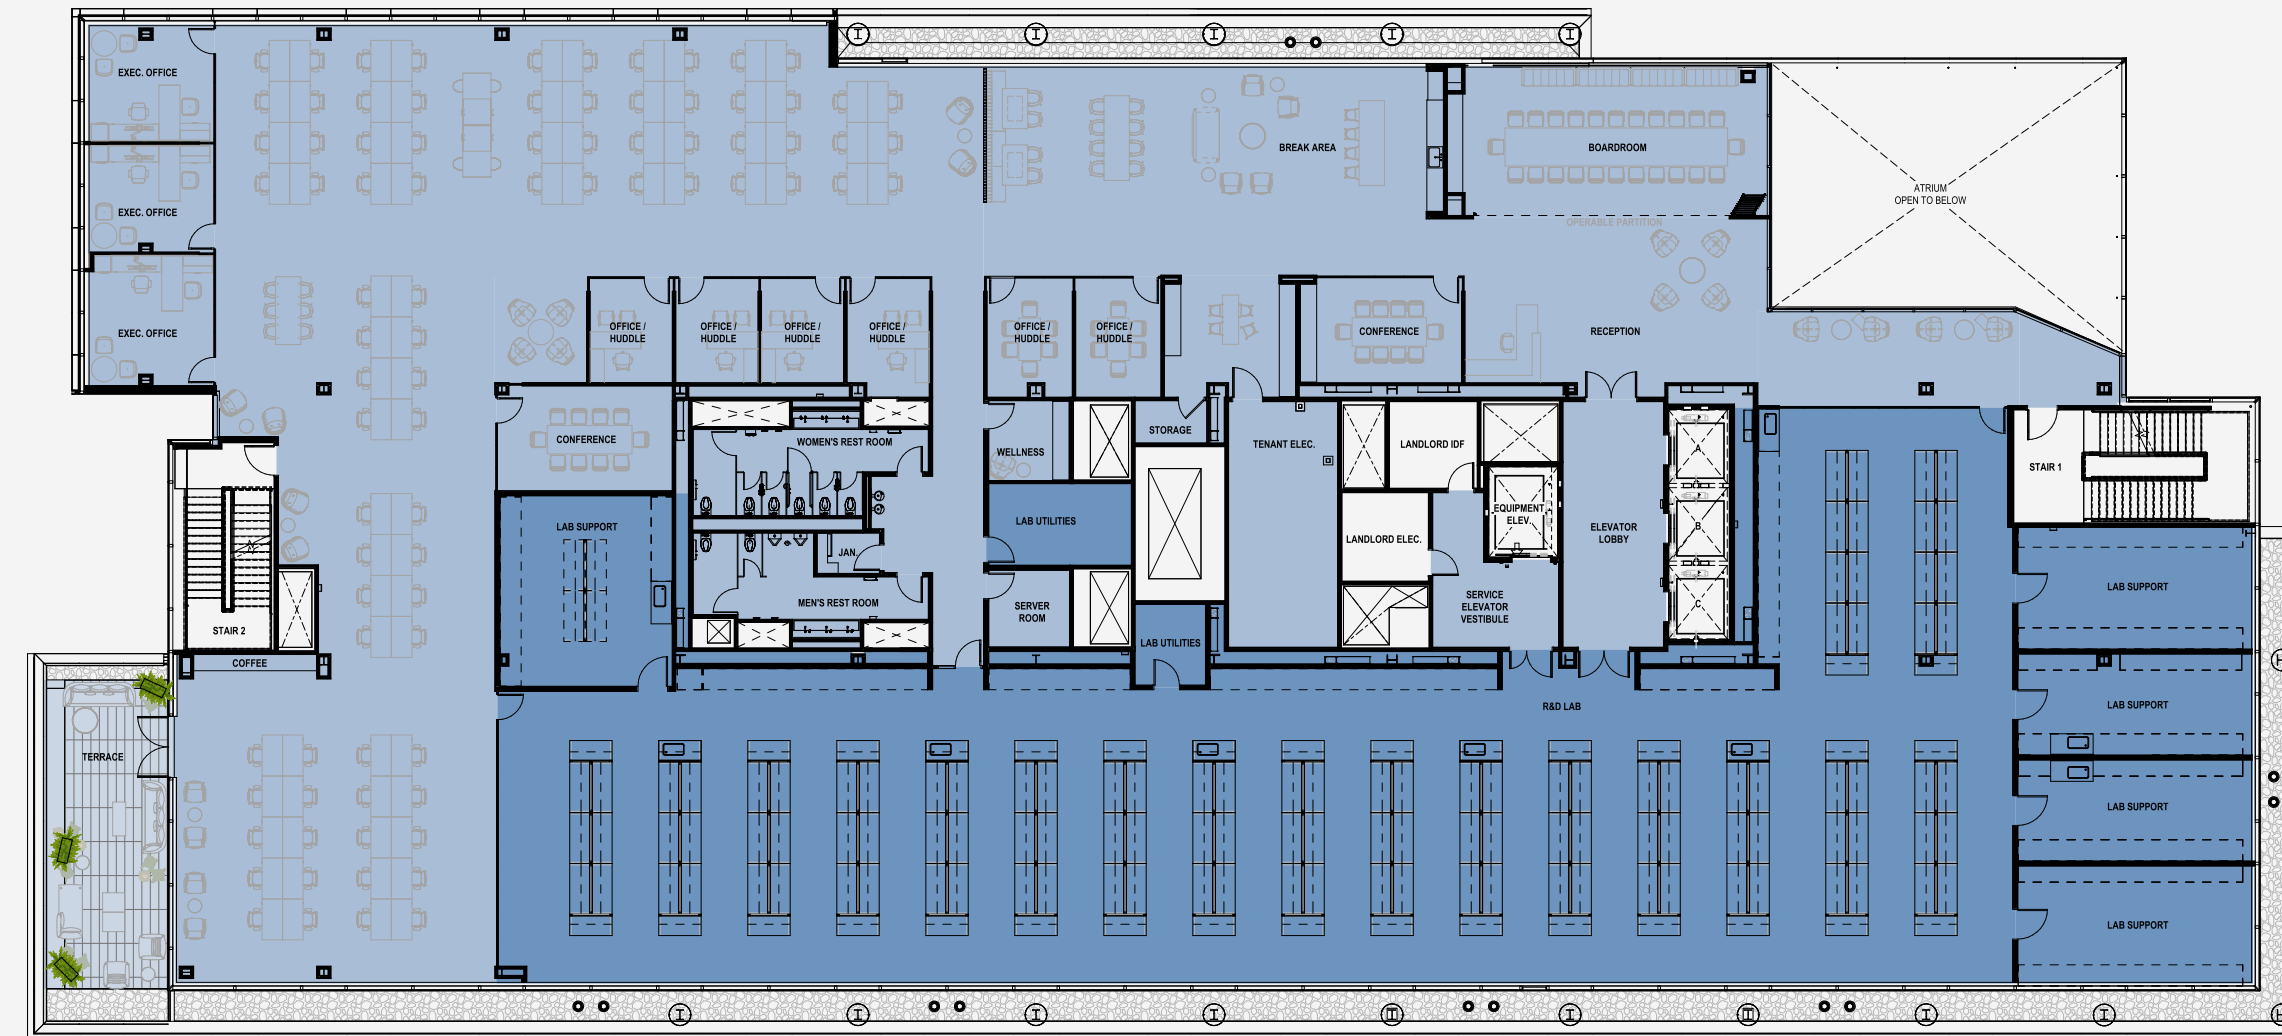 EXEC. OFFICE
BREAK AREA
BOARDROOM
ATRIUM
OPEN TO BELOW
EXEC. OFFICE
OPERABLE PARTITION
EXEC. OFFICE
OFFICE /
HUDDLE
OFFICE /
HUDDLE
OFFICE /
HUDDLE
OFFICE /
HUDDLE
OFFICE /
HUDDLE
OFFICE /
HUDDLE
CONFERENCE
RECEPTION
CONFERENCE
WOMEN'S REST ROOM
WELLNESS
STORAGE
TENANT ELEC.
LANDLORD IDF
A
STAIR 1
LAB SUPPORT
LAB UTILITIES
EQUIPMENT
ELEV.
ELEVATOR
LOBBY
B
JAN.
LANDLORD ELEC.
LAB SUPPORT
MEN'S REST ROOM
SERVER
ROOM
SERVICE
ELEVATOR
VESTIBULE
C
STAIR 2
LAB UTILITIES
COFFEE
R&D LAB
LAB SUPPORT
TERRACE
LAB SUPPORT
LAB SUPPORT